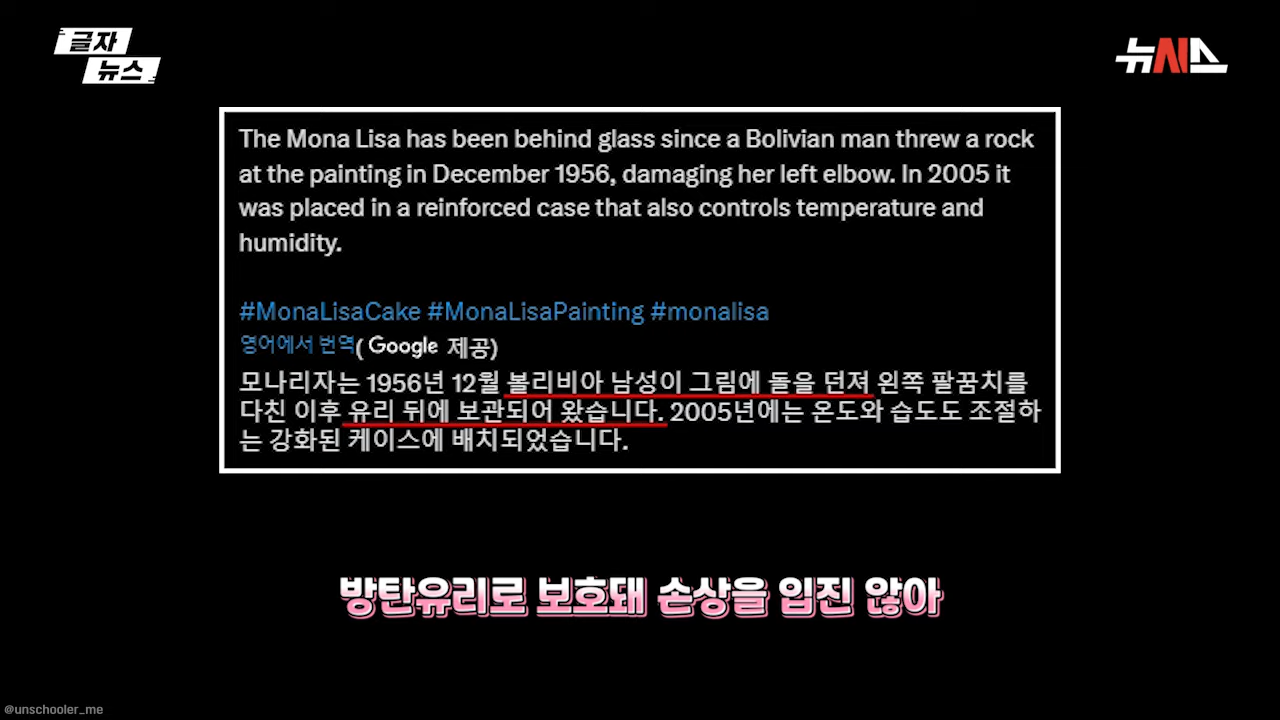 글자
뉴스
뉴시스
The Mona Lisa has been behind glass since a Bolivian man threw a rock
at the painting in December 1956, damaging her left elbow. In 2005 it
was placed in a reinforced case that also controls temperature and
humidity.
#MonaLisaCake #MonaLisaPainting #monalisa
영어에서 번역( Google 제공)
모나리자는 1956년 12월 볼리비아 남성이 그림에 돌을 던져 왼쪽 팔꿈치를
다친 이후 유리 뒤에 보관되어 왔습니다. 2005년에는 온도와 습도도 조절하
는 강화된 케이스에 배치되었습니다.
방탄유리로 보호돼 손상을 입진 않아
@unschooler_me